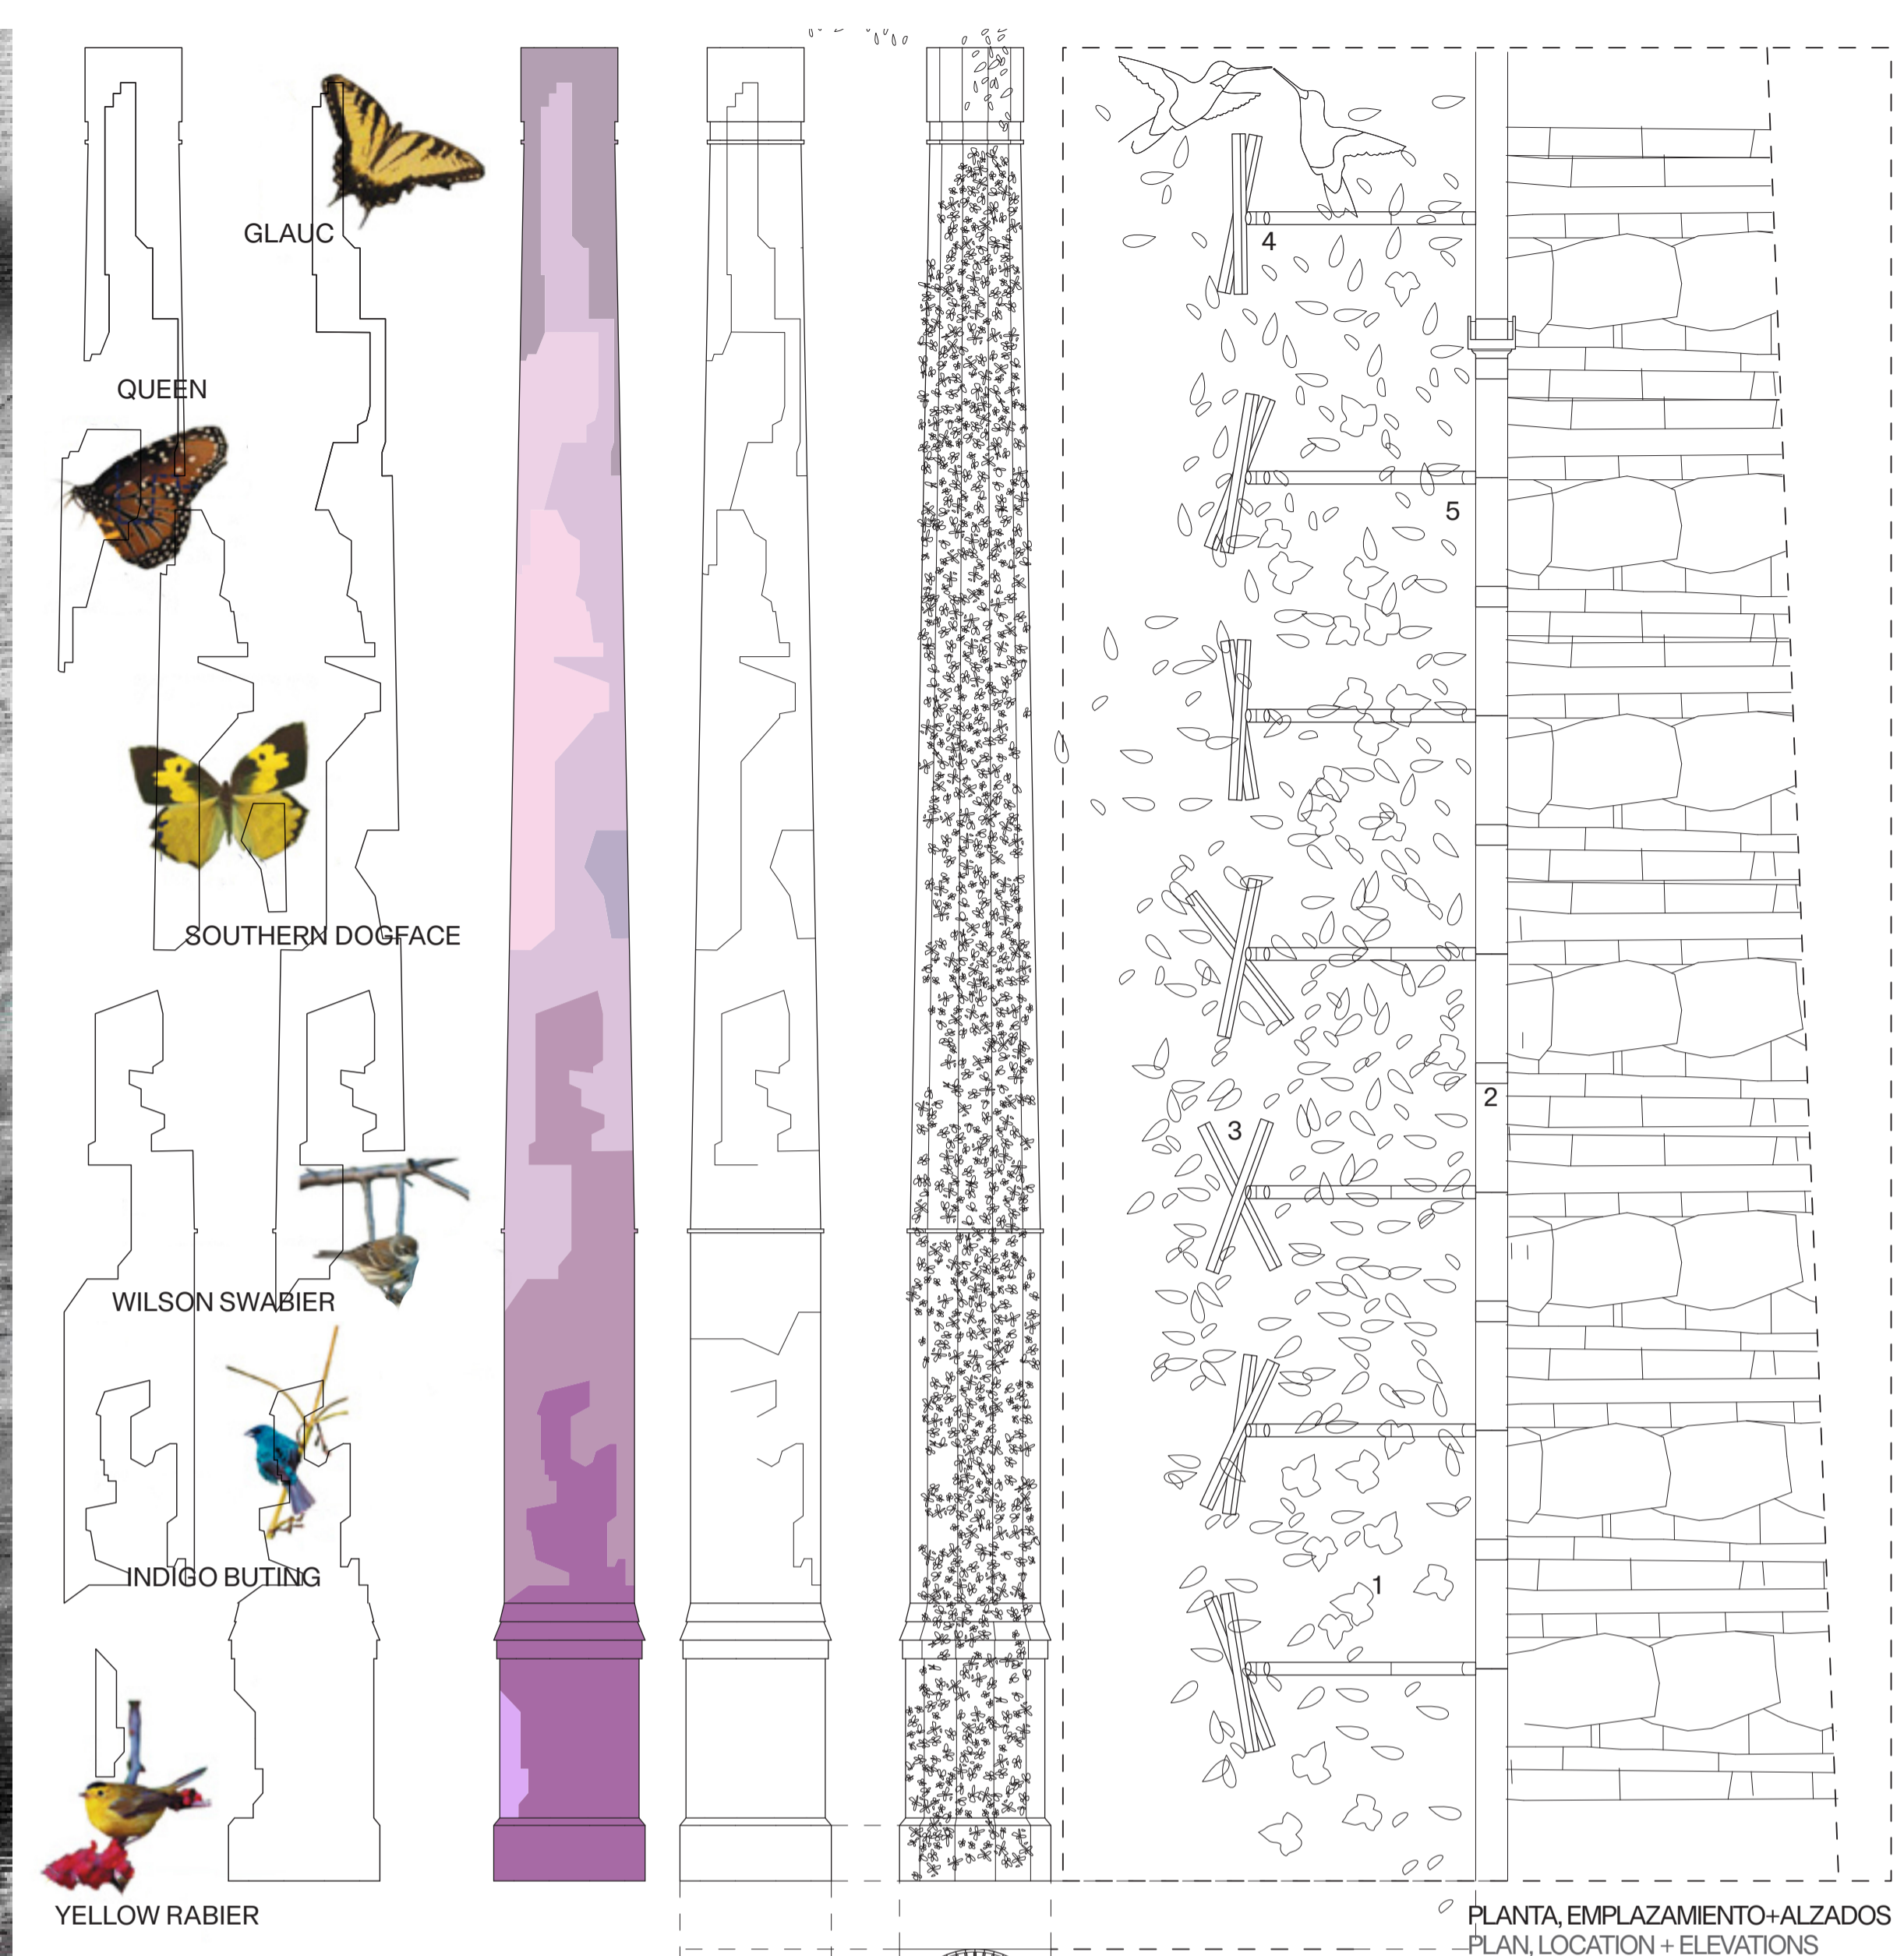 GLAUC
4
QUEEN
5
SOUTHERN DOGFACE
2
3
WILSON SWABIER
INDIGO BUTING
1
YELLOW RABIER
PLANTA, EMPLAZAMIENTO+ALZADOS
PLAN, LOCATION + ELEVATIONS